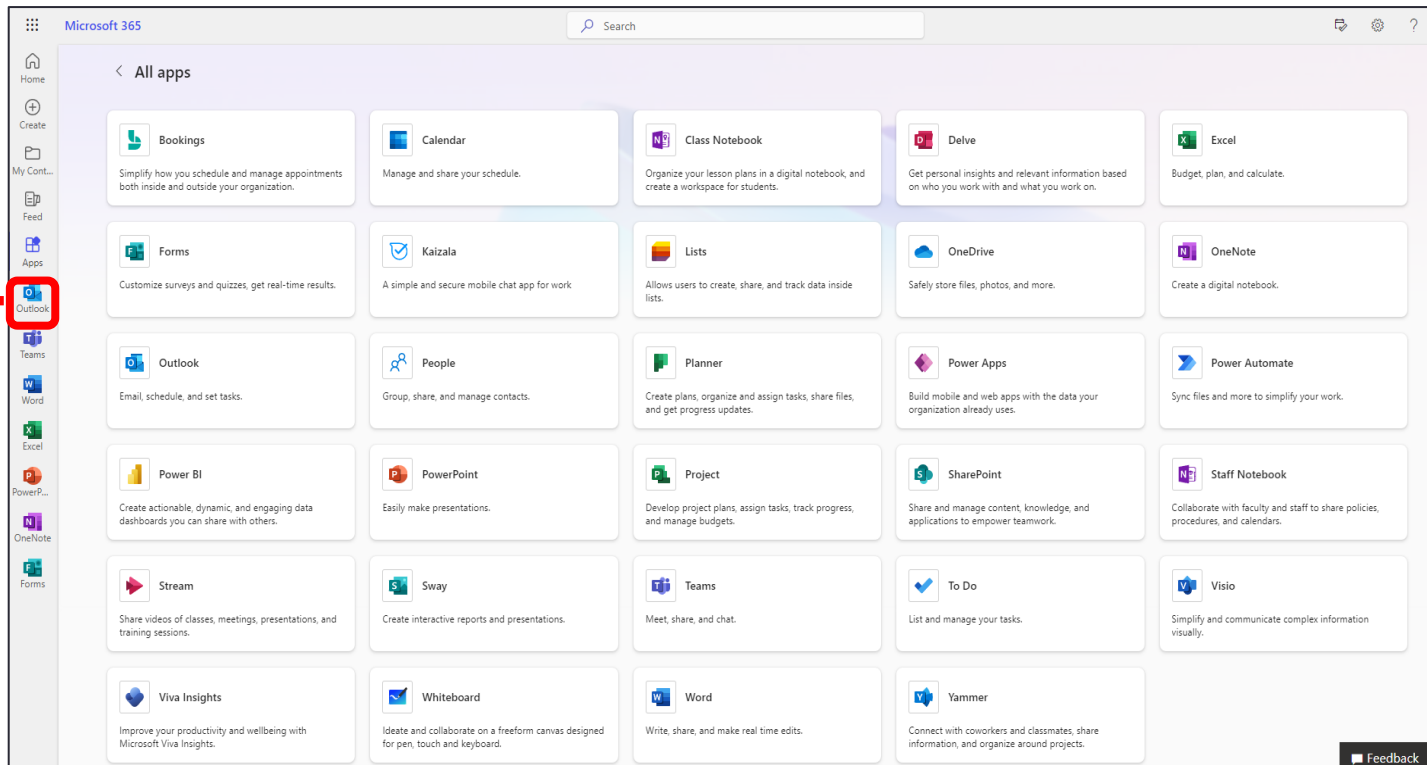 Microsoft 365
Search
?
Home
Create
My Cont...
Feed
Apps
Outlook
Teams
Word
Excel
PowerP...
OneNote
Forms
All apps
Bookings
Simplify how you schedule and manage appointments
both inside and outside your organization.
Calendar
Manage and share your schedule.
Class Notebook
Organize your lesson plans in a digital notebook, and
create a workspace for students.
Delve
Get personal insights and relevant information based
on who you work with and what you work on.
Excel
Budget, plan, and calculate.
Forms
Customize surveys and quizzes, get real-time results.
Kaizala
A simple and secure mobile chat app for work
Lists
Allows users to create, share, and track data inside
lists.
OneDrive
Safely store files, photos, and more.
OneNote
Create a digital notebook.
Outlook
Email, schedule, and set tasks.
People
Group, share, and manage contacts.
Planner
Create plans, organize and assign tasks, share files,
and get progress updates.
Power Apps
Build mobile and web apps with the data your
organization already uses.
Power Automate
Sync files and more to simplify your work.
Power BI
Create actionable, dynamic, and engaging data
dashboards you can share with others.
PowerPoint
Easily make presentations.
Project
Develop project plans, assign tasks, track progress,
and manage budgets.
SharePoint
Share and manage content, knowledge, and
applications to empower teamwork.
Staff Notebook
Collaborate with faculty and staff to share policies,
procedures, and calendars.
Stream
Share videos of classes, meetings, presentations, and
training sessions.
Sway
Create interactive reports and presentations.
Teams
Meet, share, and chat.
To Do
List and manage your tasks.
Visio
Simplify and communicate complex information
visually.
Viva Insights
Improve your productivity and wellbeing with
Microsoft Viva Insights.
Whiteboard
Ideate and collaborate on a freeform canvas designed
for pen, touch and keyboard.
Word
Write, share, and make real time edits.
Yammer
Connect with coworkers and classmates, share
information, and organize around projects.
Feedback